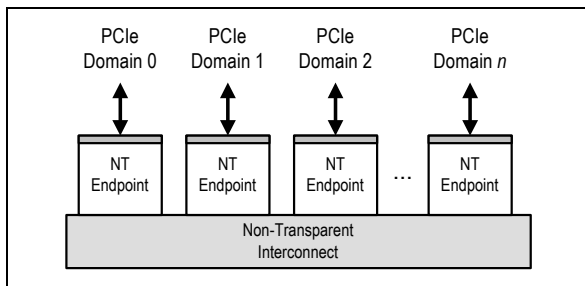 PCIe
Domain 0
PCIe
Domain 1
PCIe
Domain 2
PCIe
Domain n
NT
Endpoint
NT
Endpoint
NT
Endpoint
...
NT
Endpoint
Non-Transparent
Interconnect